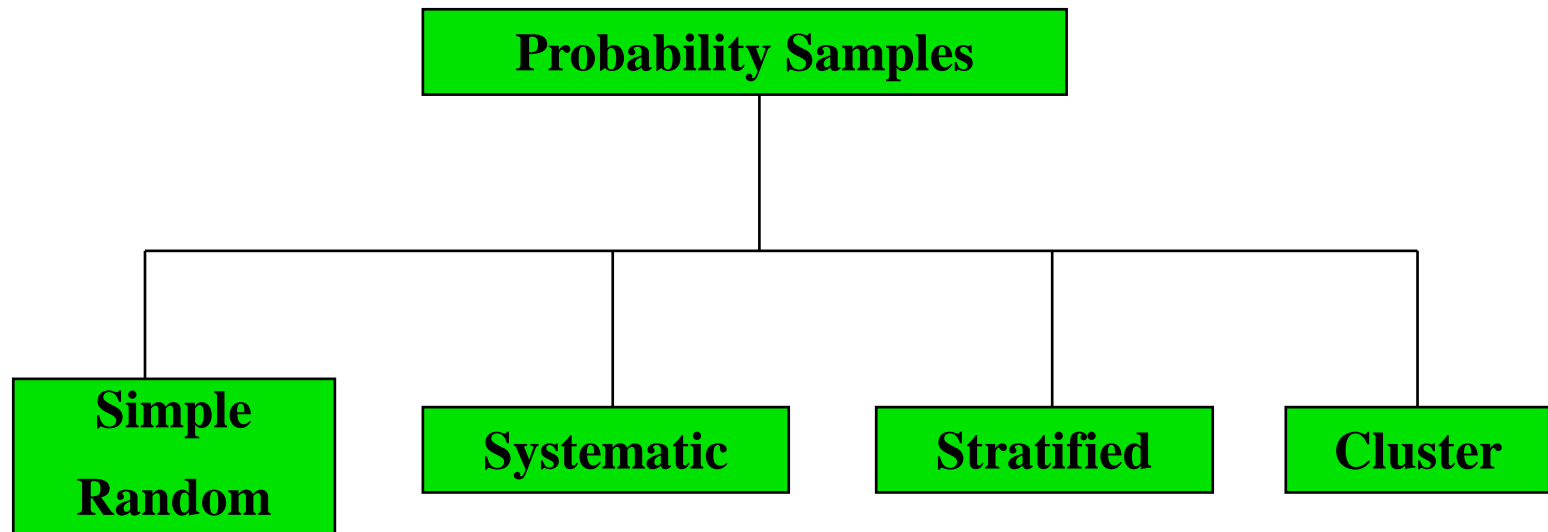 Probability Samples
Simple
Random
Systematic
Stratified
Cluster